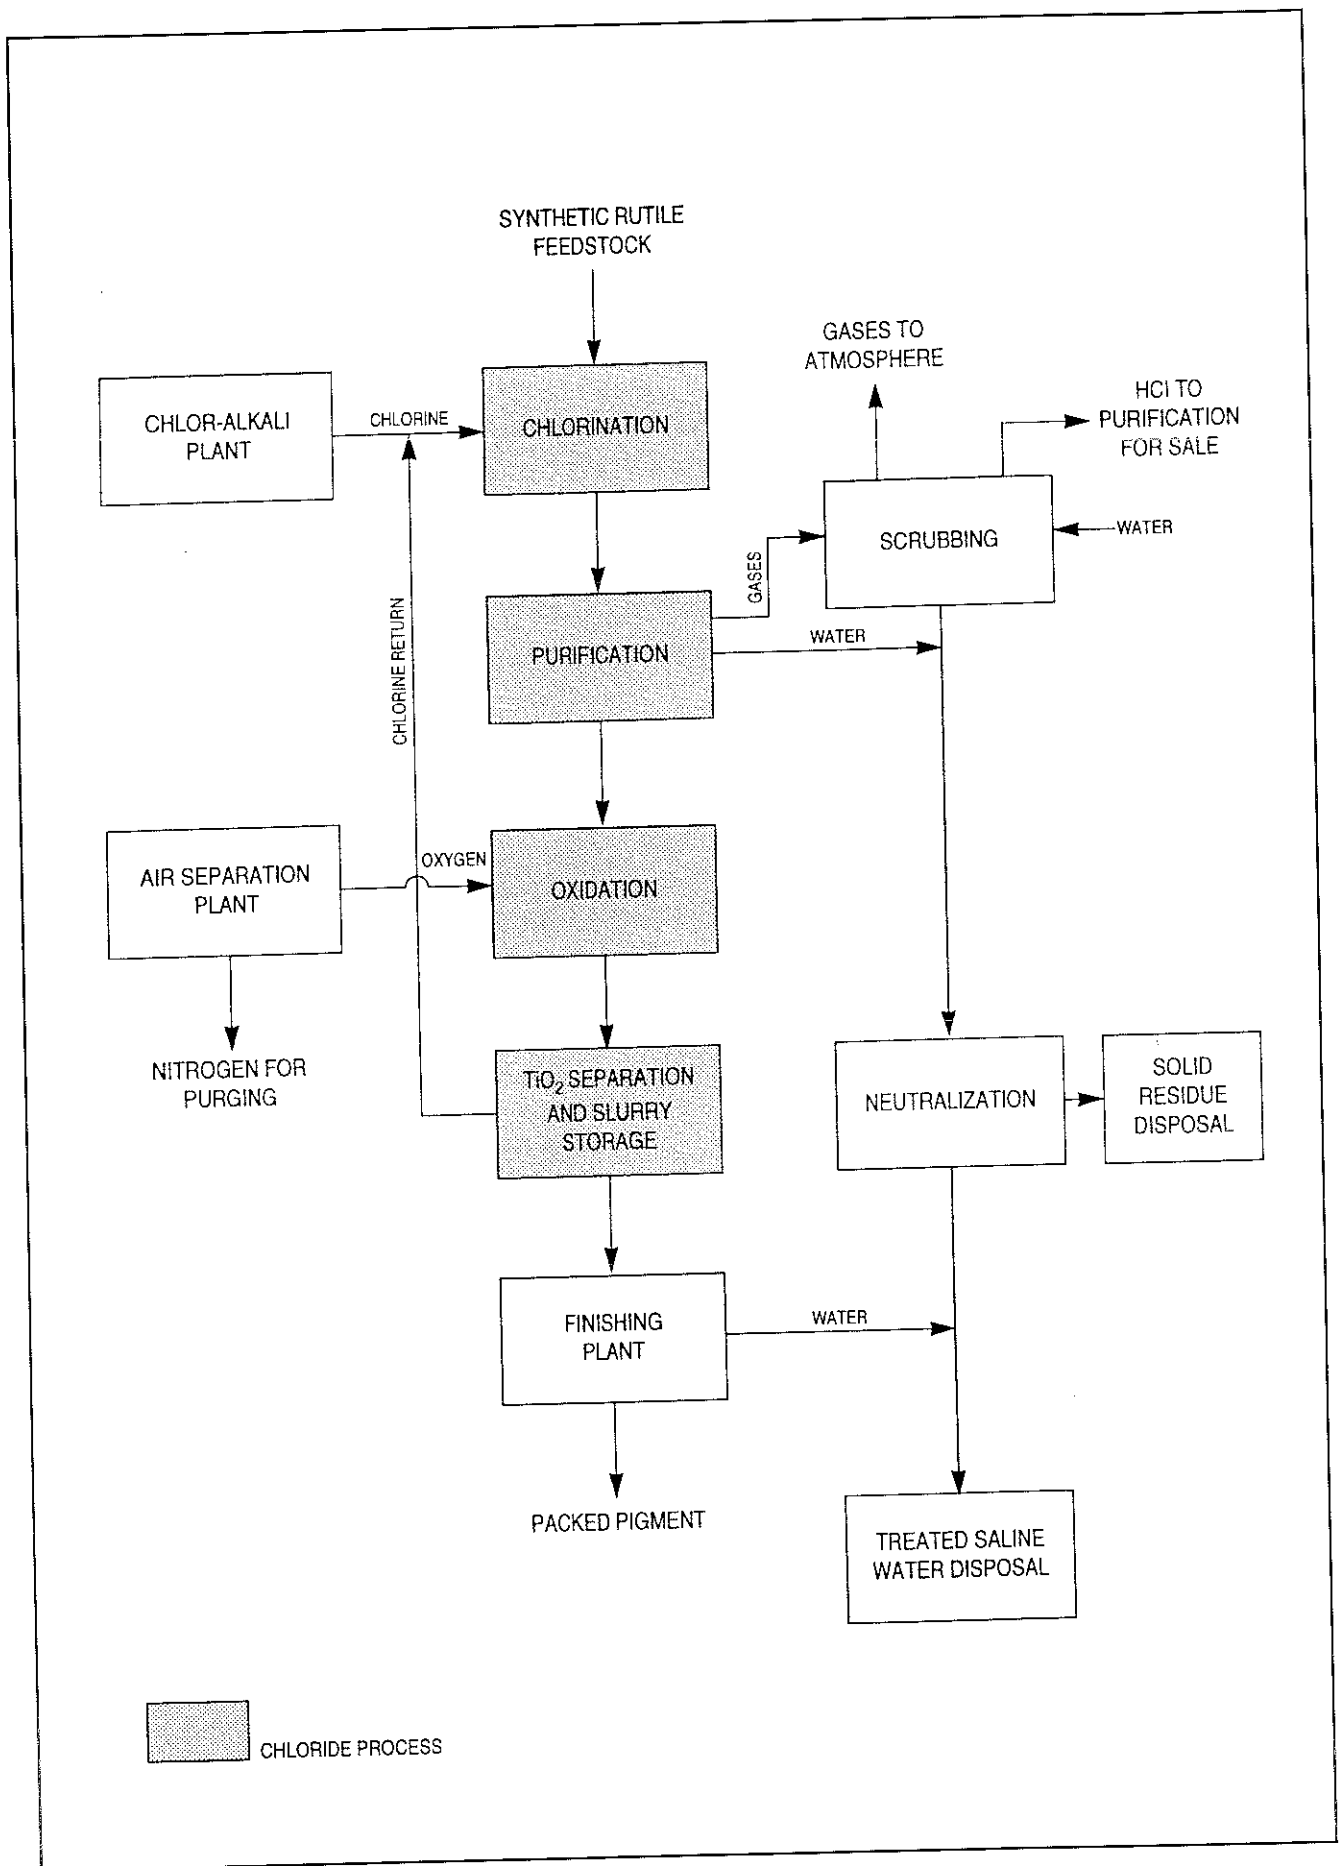 SYNTHETIC RUTILE
FEEDSTOCK
GASES TO
ATMOSPHERE
HCl TO
PURIFICATION
FOR SALE
CHLOR-ALKALI
PLANT
CHLORINE
CHLORINATION
SCRUBBING
WATER
GASES
PURIFICATION
WATER
CHLORINE RETURN
AIR SEPARATION
PLANT
OXYGEN
OXIDATION
NITROGEN FOR
PURGING
TiO2 SEPARATION
AND SLURRY
STORAGE
NEUTRALIZATION
SOLID
RESIDUE
DISPOSAL
FINISHING
PLANT
WATER
PACKED PIGMENT
TREATED SALINE
WATER DISPOSAL
CHLORIDE PROCESS